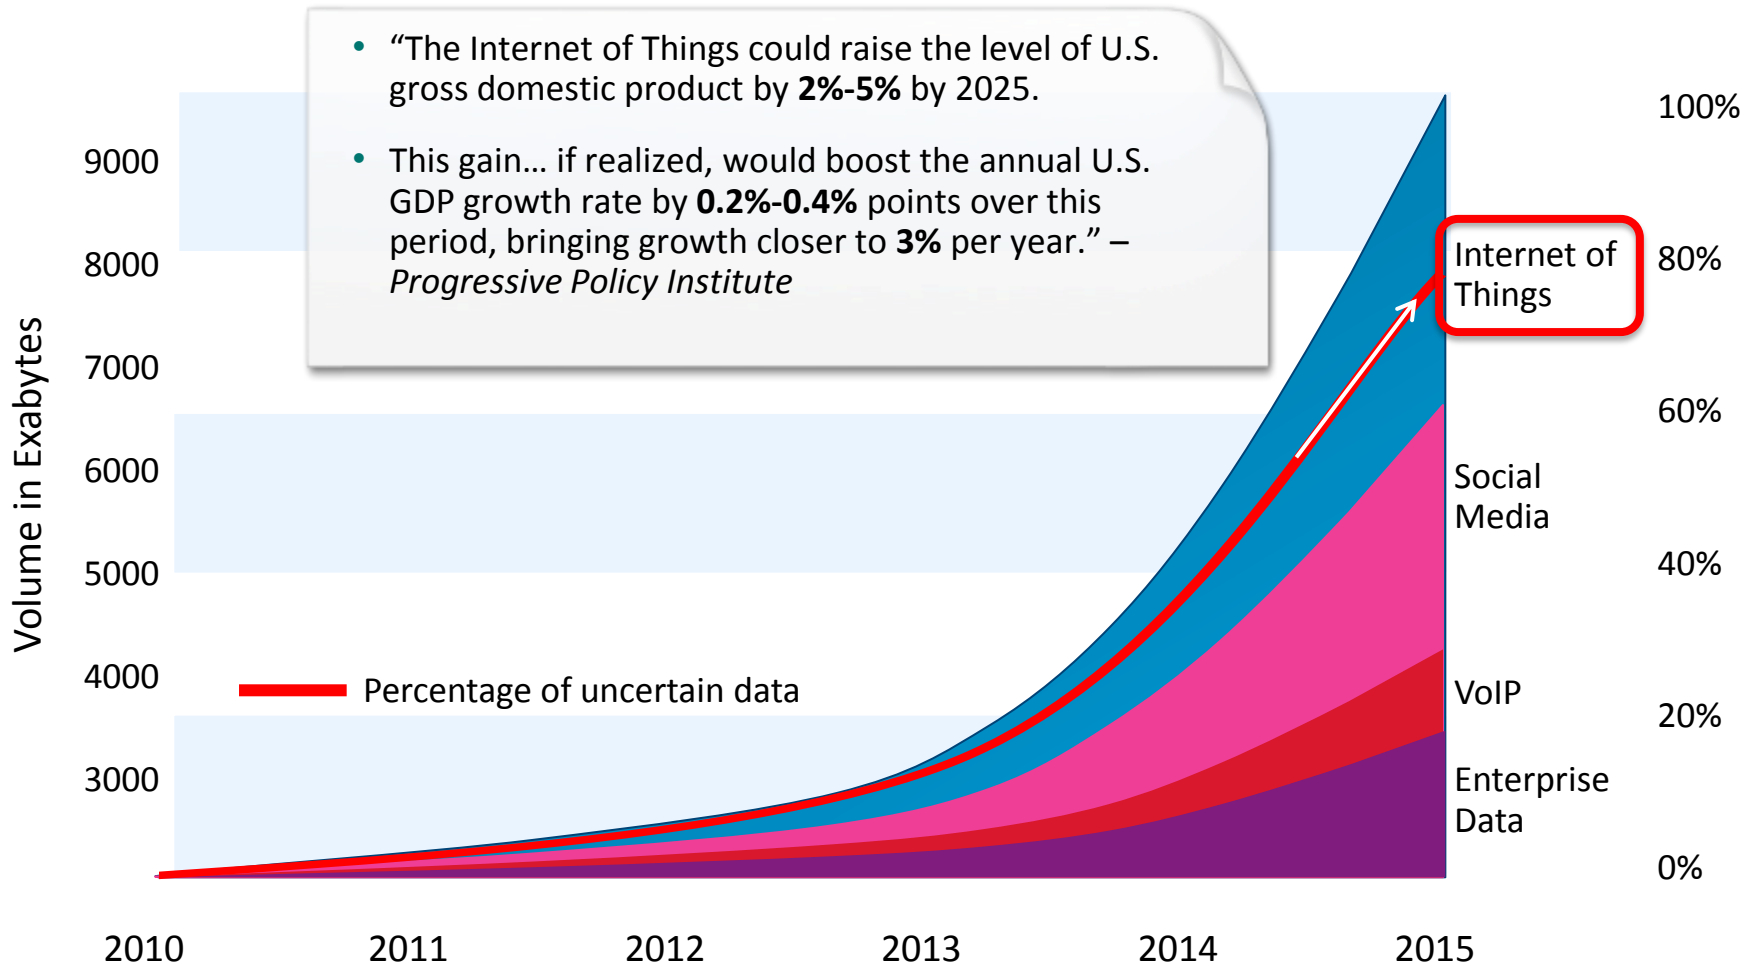 • “The Internet of Things could raise the level of U.S.
gross domestic product by 2%-5% by 2025.
• This gain... if realized, would boost the annual U.S.
GDP growth rate by 0.2%-0.4% points over this
period, bringing growth closer to 3% per year.” –
Progressive Policy Institute
Volume in Exabytes
9000
8000
7000
6000
5000
4000
3000
Percentage of uncertain data
Internet of
Things
Social
Media
VoIP
Enterprise
Data
100%
80%
60%
40%
20%
0%
2010 2011 2012 2013 2014 2015